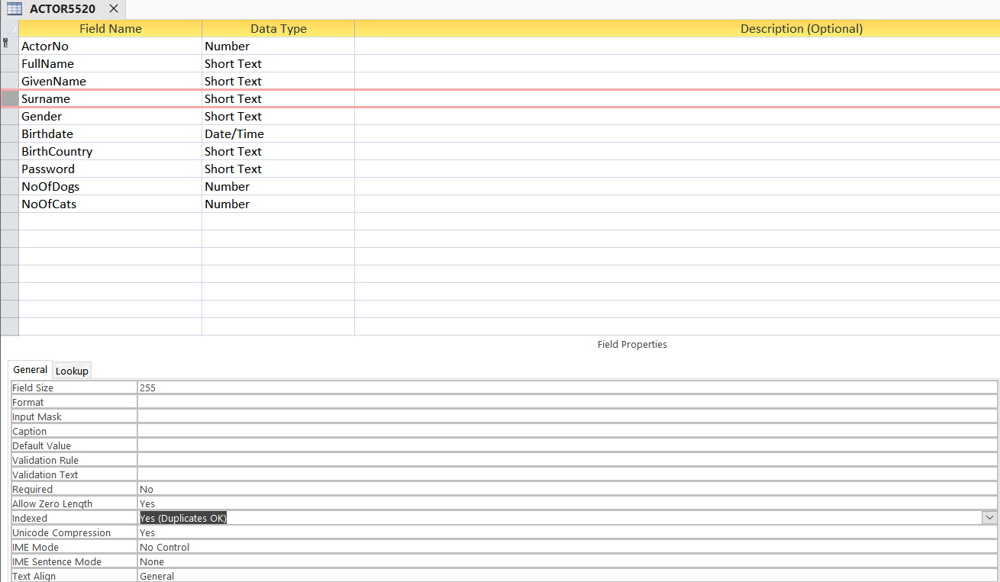 ACTOR5520
Field Name Data Type Description (Optional)
ActorNo Number
FullName Short Text
GivenName Short Text
Surname Short Text
Gender Short Text
Birthdate Date/Time
BirthCountry Short Text
Password Short Text
NoOfDogs Number
NoOfCats Number
Field Properties
General Lookup
Field Size 255
Format
Input Mask
Caption
Default Value
Validation Rule
Validation Text
Required No
Allow Zero Length Yes
Indexed Yes (Duplicates OK)
Unicode Compression Yes
IME Mode No Control
IME Sentence Mode None
Text Align General